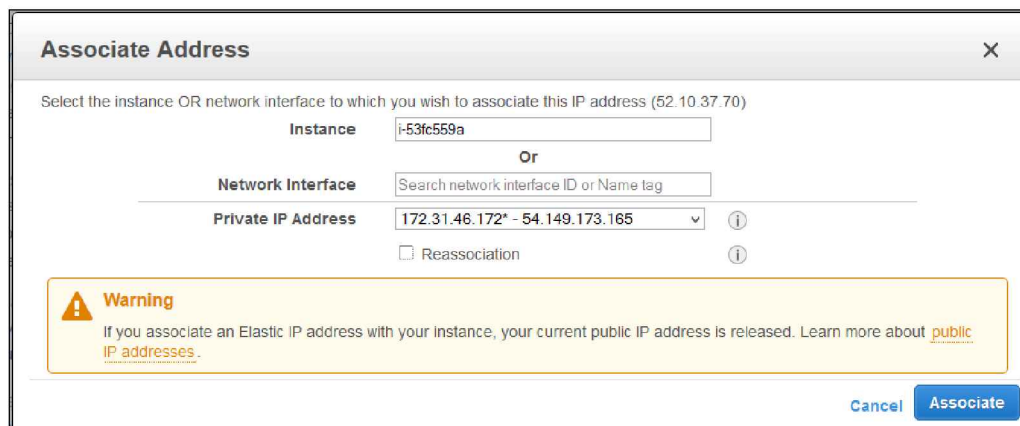 Associate Address
Select the instance OR network interface to which you wish to associate this IP address (52.10.37.70)
Instance i-53fc559a
Or
Network Interface Search network interface ID or Name tag
Private IP Address 172.31.46.172* - 54.149.173.165
Reassociation
Warning
If you associate an Elastic IP address with your instance, your current public IP address is released. Learn more about public
IP addresses.
Cancel Associate